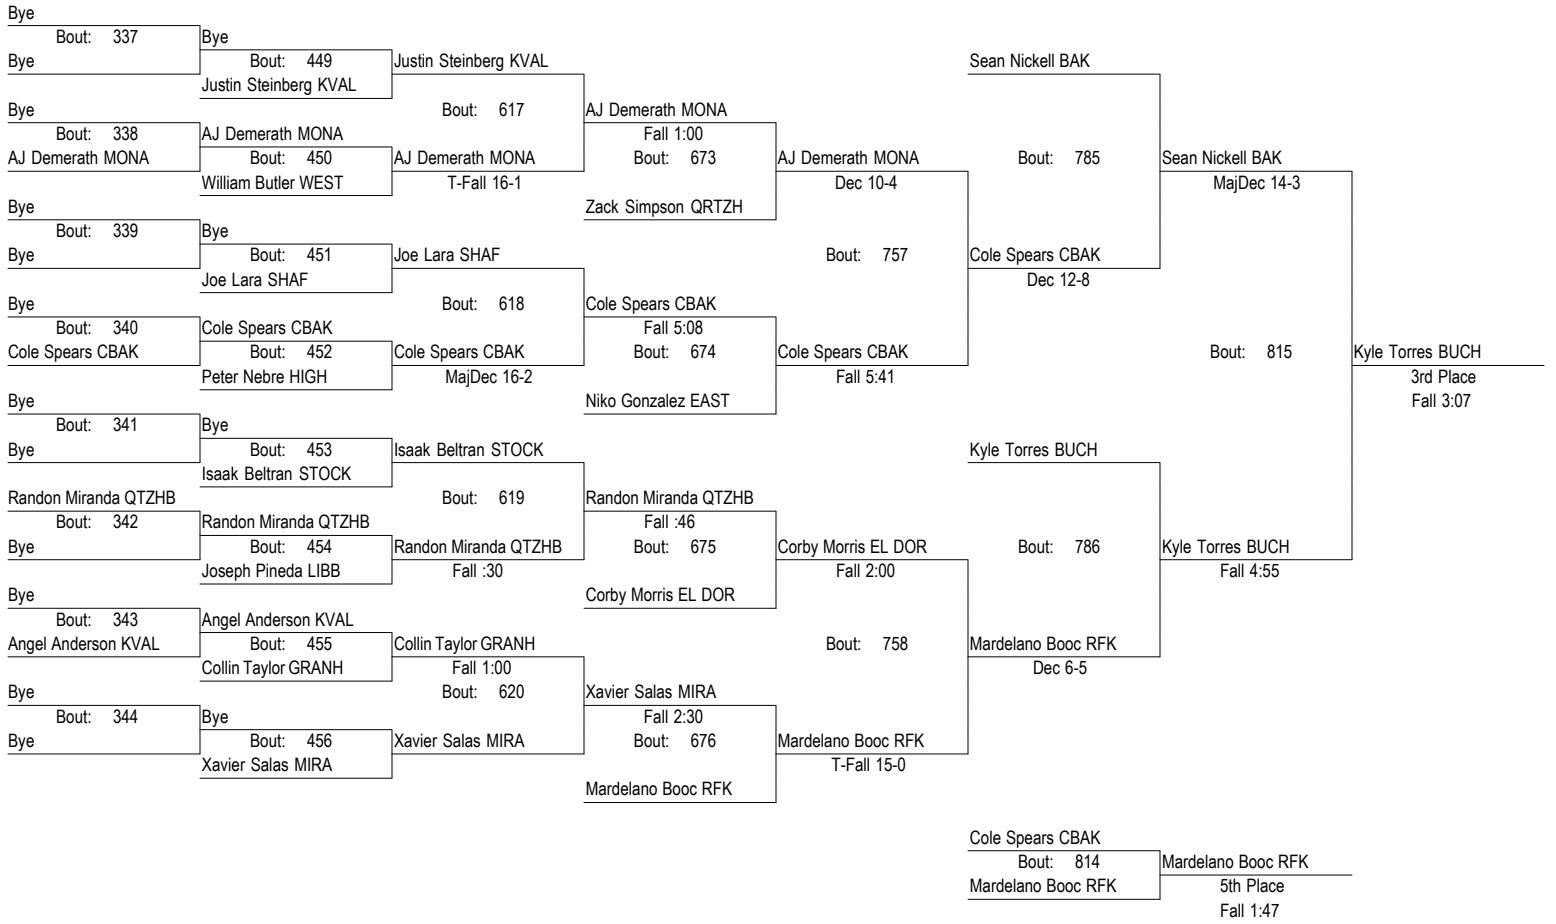 Bye
Bout: 337 Bye
Bye Bout: 449 Justin Steinberg KVAL Sean Nickell BAK
Justin Steinberg KVAL
Bye Bout: 617 AJ Demerath MONA
Bout: 338 AJ Demerath MONA Fall 1:00
AJ Demerath MONA Bout: 450 AJ Demerath MONA Bout: 673 AJ Demerath MONA Bout: 785 Sean Nickell BAK
William Butler WEST T-Fall 16-1 Dec 10-4 MajDec 14-3
Bye Zack Simpson QRTZH
Bout: 339 Bye
Bye Bout: 451 Joe Lara SHAF Bout: 757 Cole Spears CBAK
Joe Lara SHAF Dec 12-8
Bye Bout: 618 Cole Spears CBAK
Bout: 340 Cole Spears CBAK Fall 5:08
Cole Spears CBAK Bout: 452 Cole Spears CBAK Bout: 674 Cole Spears CBAK Bout: 815 Kyle Torres BUCH
Peter Nebre HIGH MajDec 16-2 Fall 5:41 3rd Place
Bye Niko Gonzalez EAST Fall 3:07
Bout: 341 Bye
Bye Bout: 453 Isaak Beltran STOCK Kyle Torres BUCH
Isaak Beltran STOCK
Randon Miranda QTZHB Bout: 619 Randon Miranda QTZHB
Bout: 342 Randon Miranda QTZHB Fall :46
Bye Bout: 454 Randon Miranda QTZHB Bout: 675 Corby Morris EL DOR Bout: 786 Kyle Torres BUCH
Joseph Pineda LIBB Fall :30 Fall 2:00 Fall 4:55
Bye Corby Morris EL DOR
Bout: 343 Angel Anderson KVAL
Angel Anderson KVAL Bout: 455 Collin Taylor GRANH Bout: 758 Mardelano Booc RFK
Collin Taylor GRANH Fall 1:00 Dec 6-5
Bye Bout: 620 Xavier Salas MIRA
Bout: 344 Bye Fall 2:30
Bye Bout: 456 Xavier Salas MIRA Bout: 676 Mardelano Booc RFK
Xavier Salas MIRA T-Fall 15-0
Mardelano Booc RFK
Cole Spears CBAK
Bout: 814 Mardelano Booc RFK
Mardelano Booc RFK 5th Place
Fall 1:47